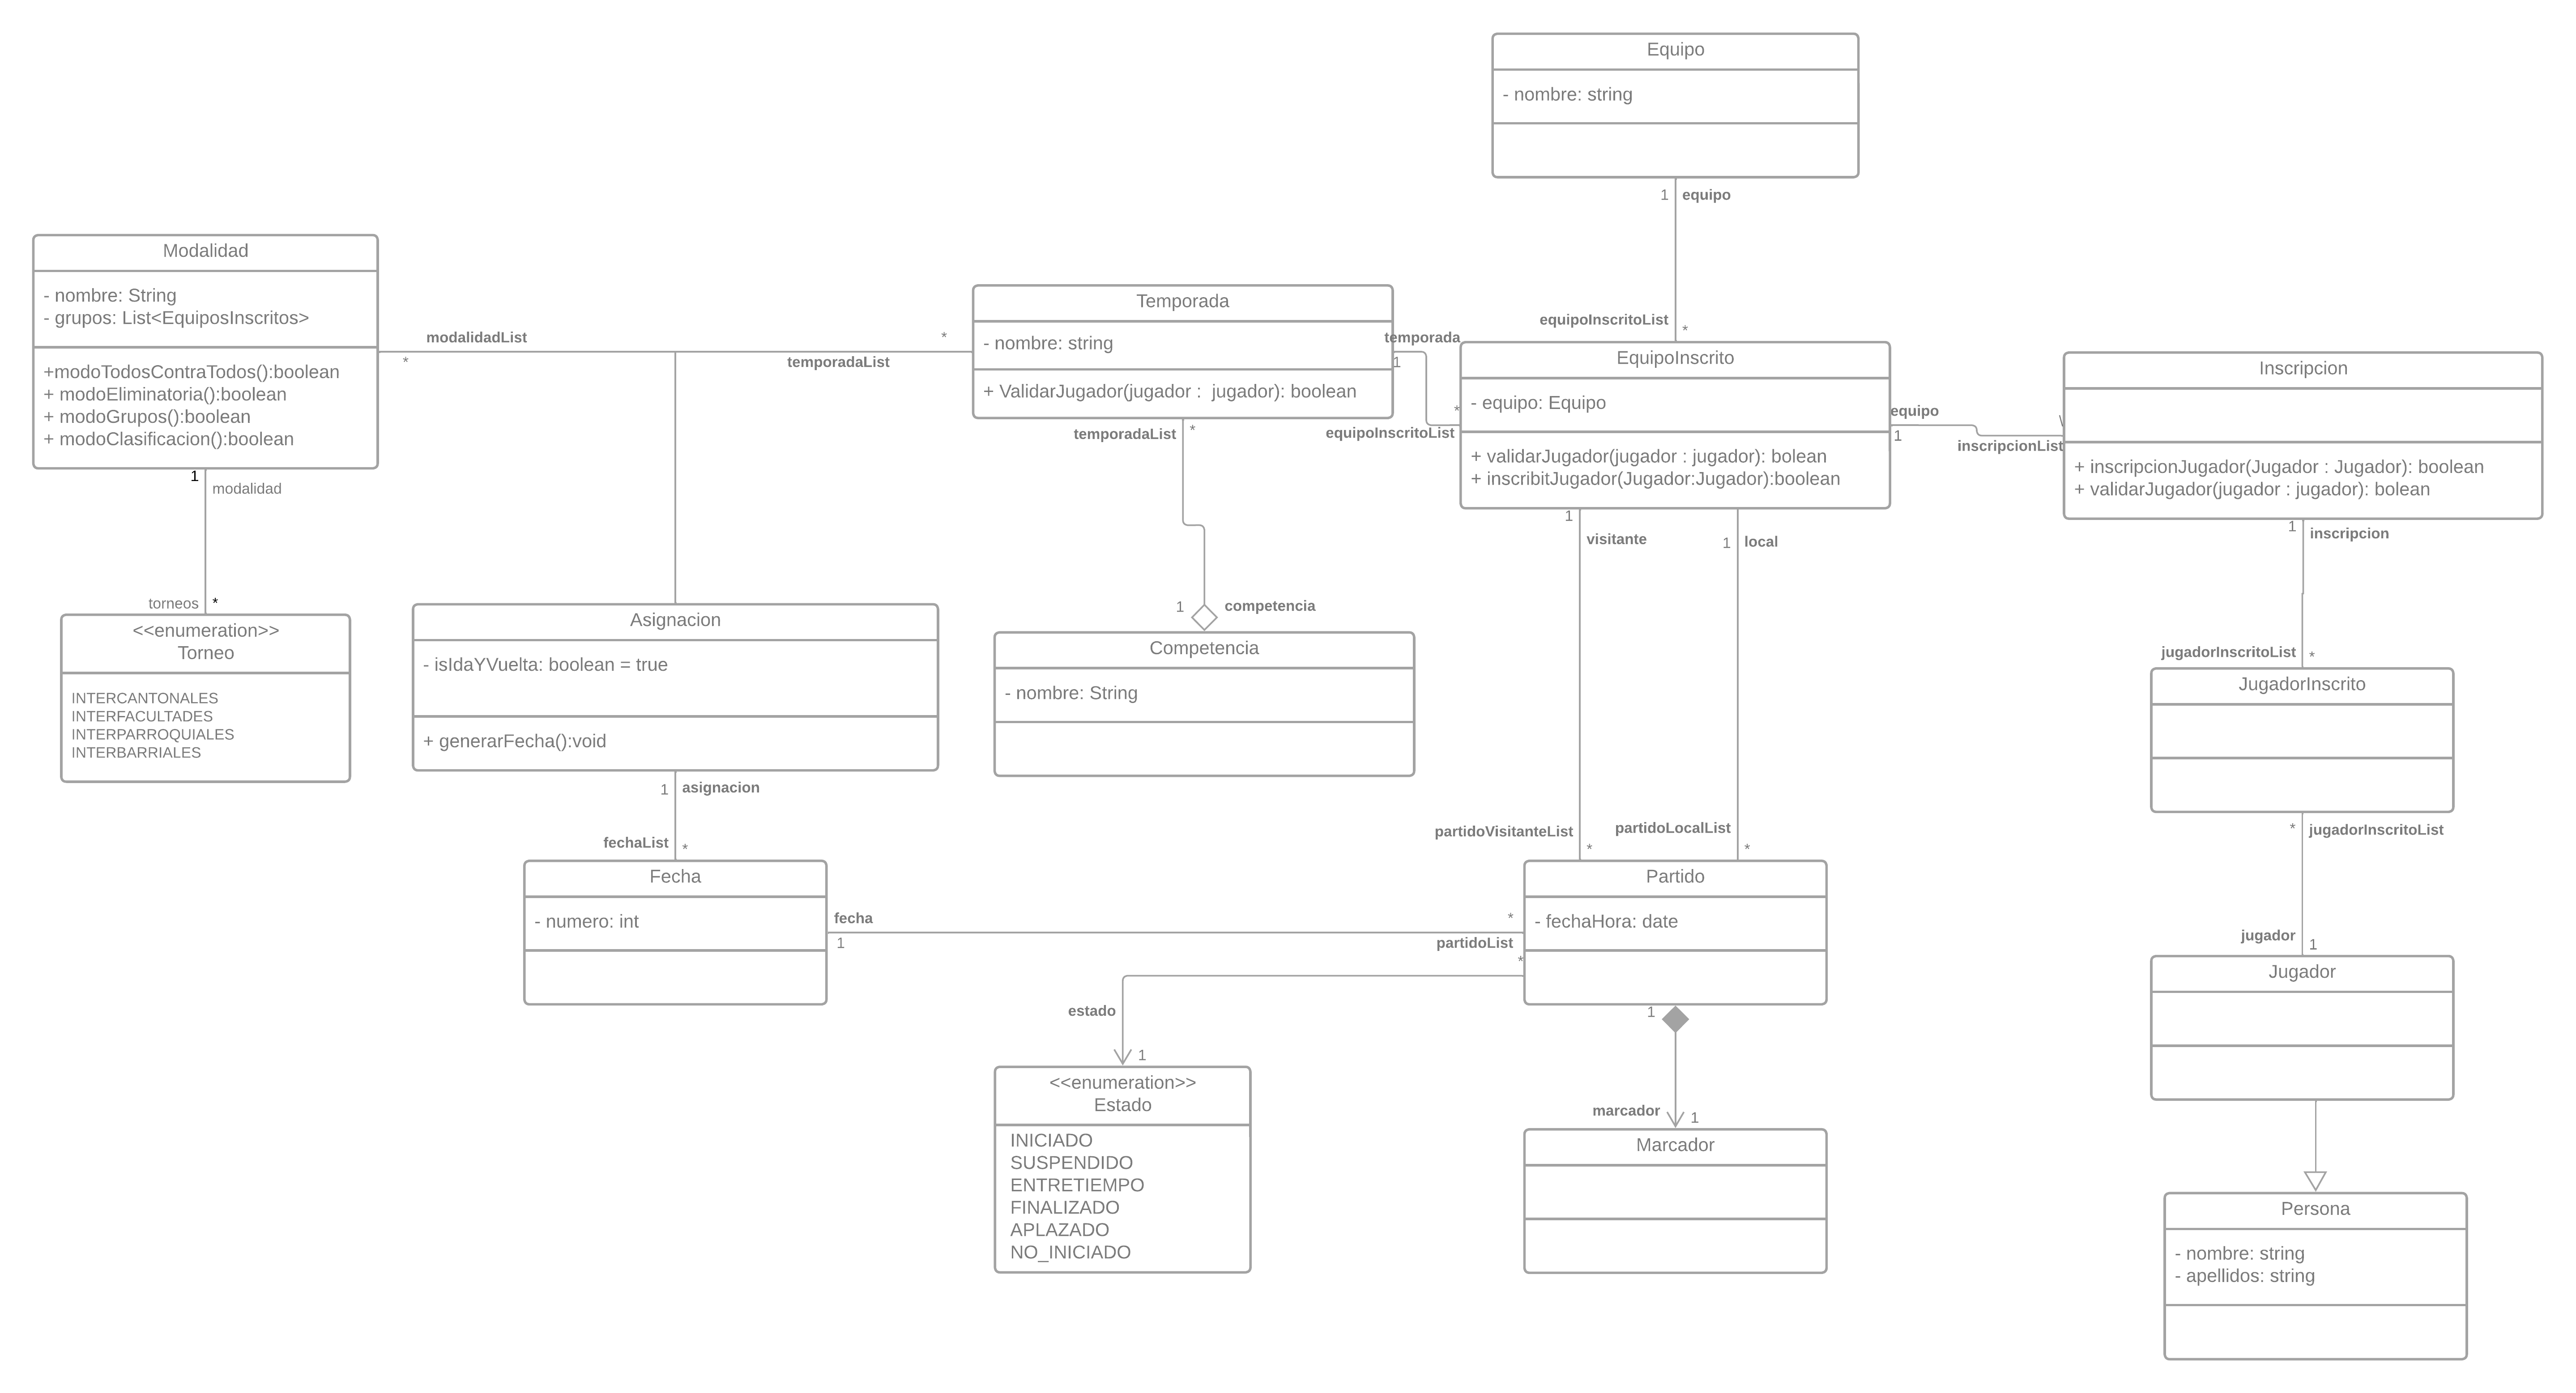 Equipo
- nombre: string
1 equipo
equipoInscritoList *
Modalidad
- nombre: String
- grupos: List<EquiposInscritos>
+modoTodosContraTodos():boolean
+ modoEliminatoria():boolean
+ modoGrupos():boolean
+ modoClasificacion():boolean
modalidadList
*
*
temporadaList
Temporada
- nombre: string
+ ValidarJugador(jugador :  jugador): boolean
temporada
1
*
equipoInscritoList
EquipoInscrito
- equipo: Equipo
+ validarJugador(jugador : jugador): bolean
+ inscribitJugador(Jugador:Jugador):boolean
equipo
1
\
inscripcionList
Inscripcion
+ inscripcionJugador(Jugador : Jugador): boolean
+ validarJugador(jugador : jugador): bolean
1
modalidad
torneos *
<<enumeration>>
Torneo
INTERCANTONALES
INTERFACULTADES
INTERPARROQUIALES
INTERBARRIALES
Asignacion
- isIdaYVuelta: boolean = true
+ generarFecha():void
temporadaList *
1 competencia
Competencia
- nombre: String
1
visitante
1 local
partidoVisitanteList *
partidoLocalList *
1 inscripcion
jugadorInscritoList *
JugadorInscrito
* jugadorInscritoList
jugador 1
Jugador
1 asignacion
fechaList *
Fecha
- numero: int
fecha
1
*
partidoList
Partido
- fechaHora: date
*
estado
1
<<enumeration>>
Estado
INICIADO
SUSPENDIDO
ENTRETIEMPO
FINALIZADO
APLAZADO
NO_INICIADO
1
marcador 1
Marcador
Persona
- nombre: string
- apellidos: string